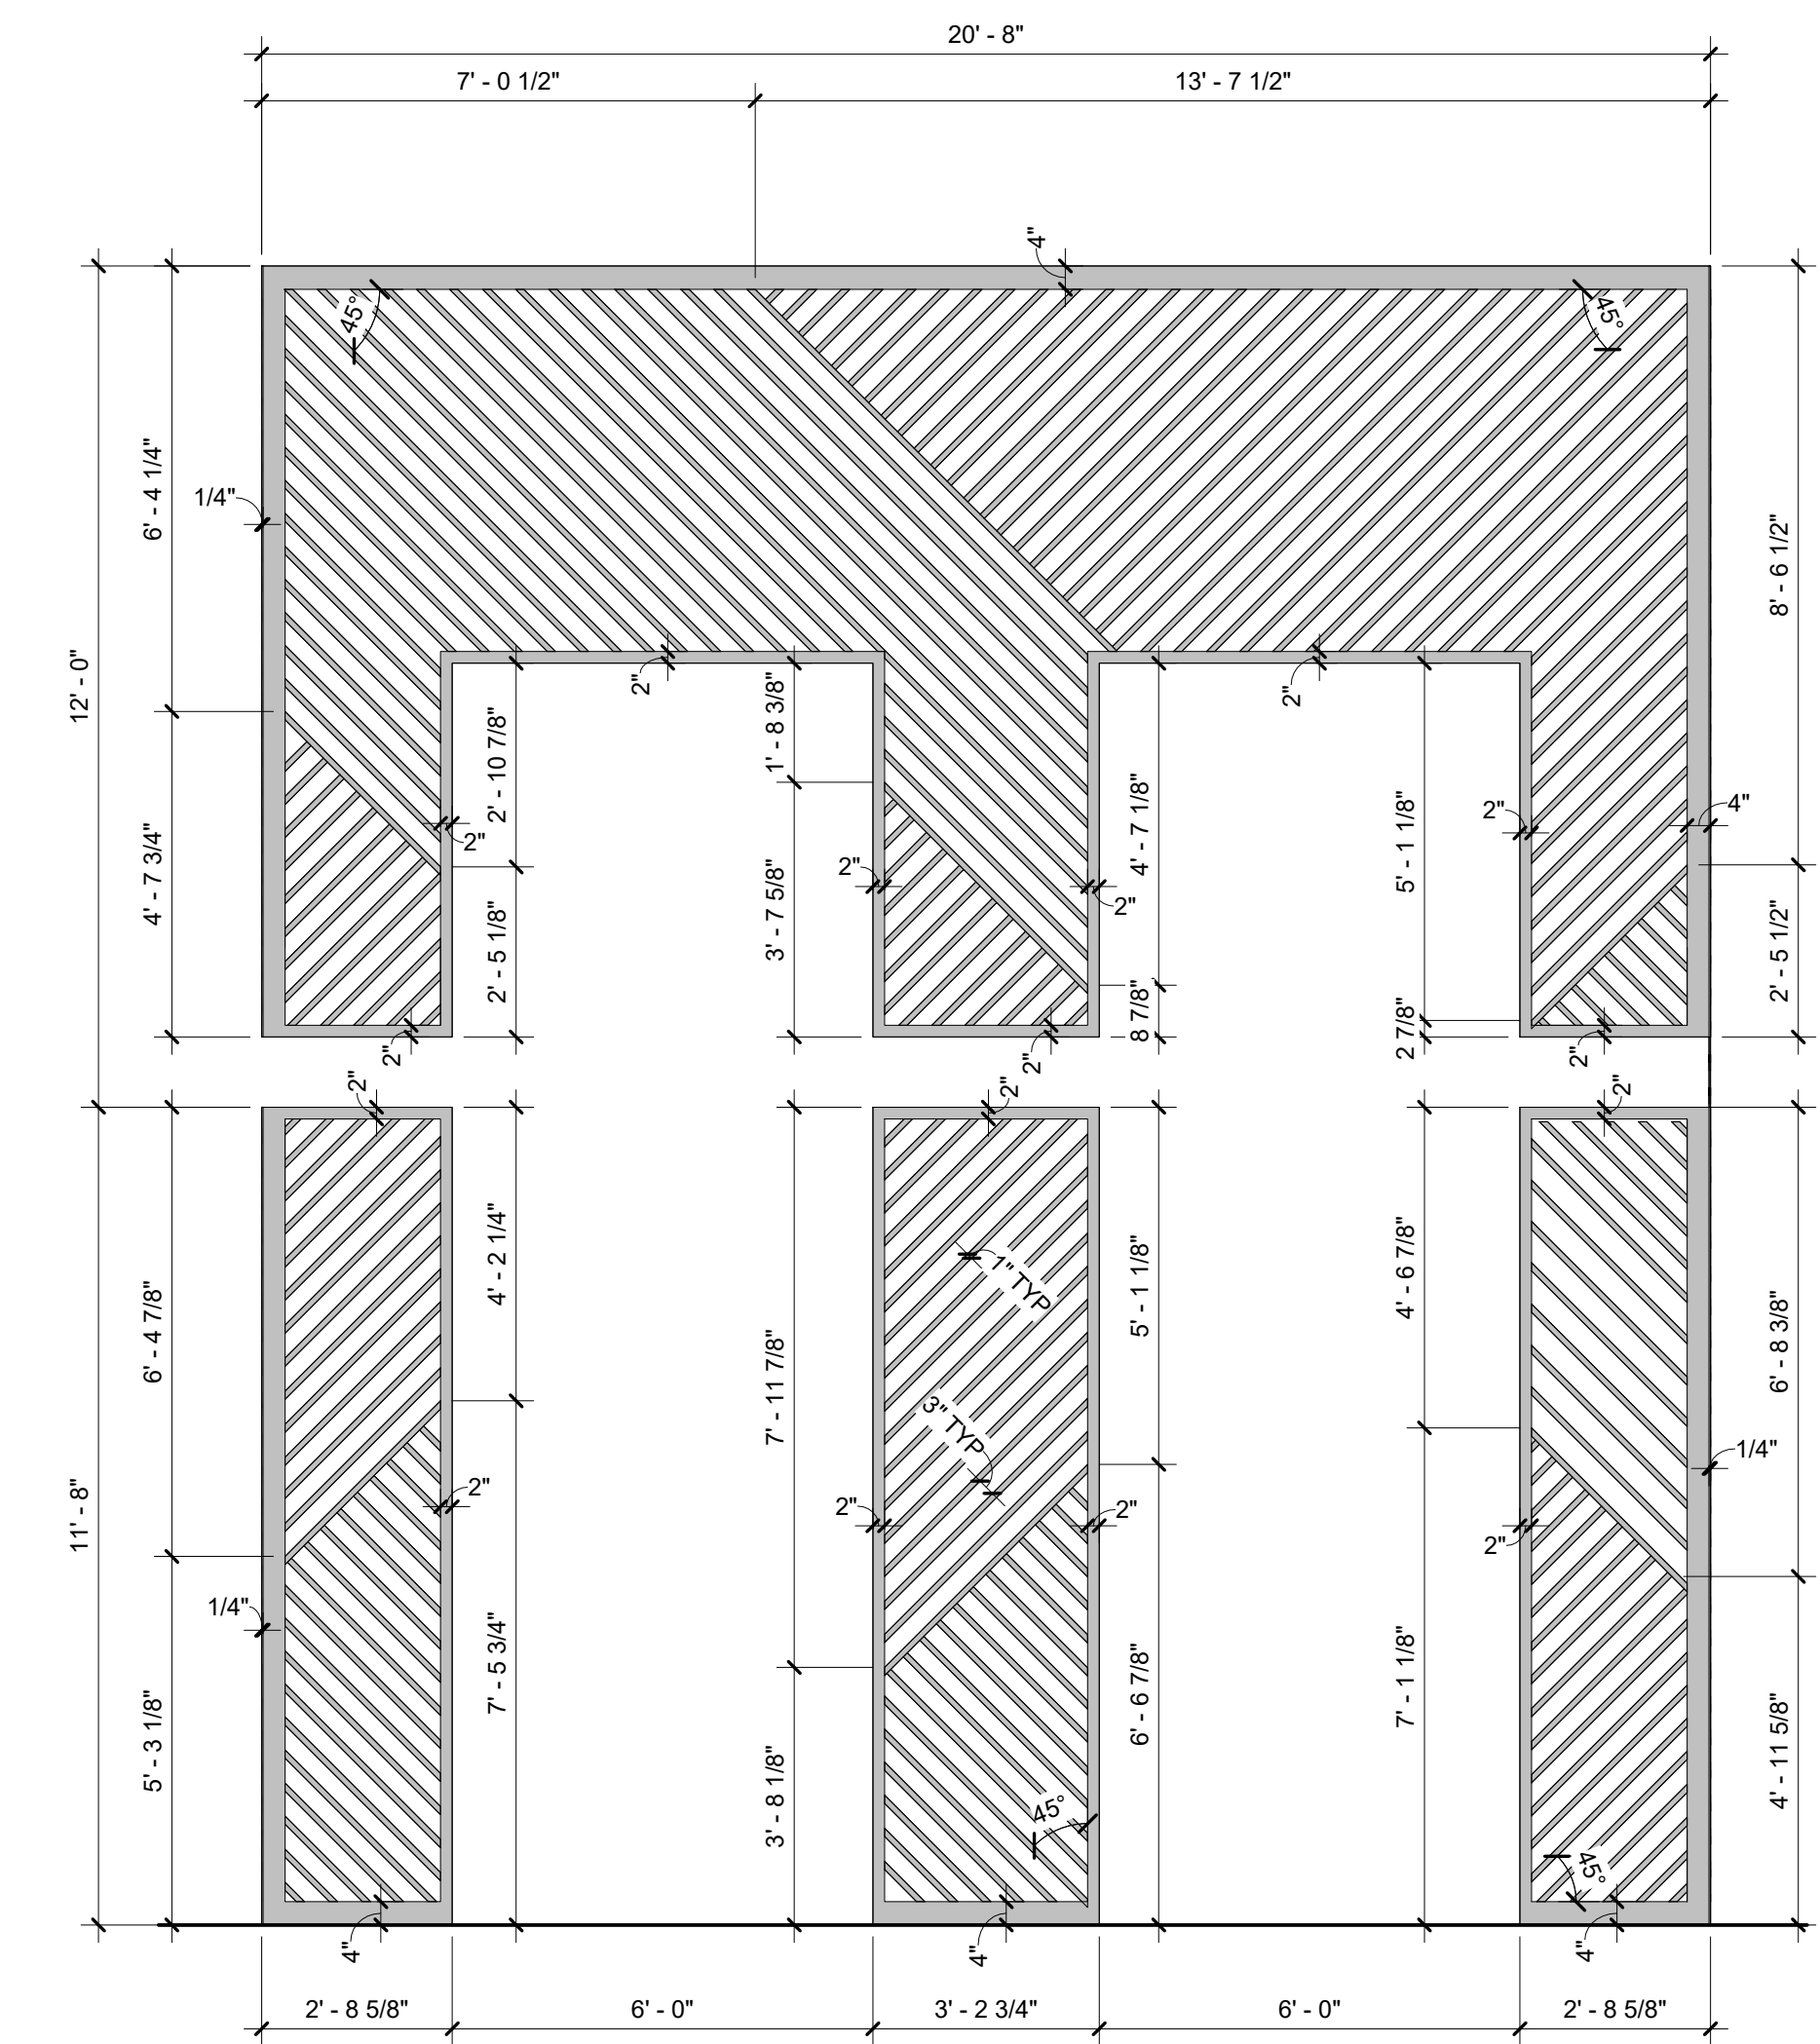 20' - 8"
7' - 0 1/2"
13' - 7 1/2"
4"
45°
45°
6' - 4 1/4"
1/4"
8' - 6 1/2"
12' - 0"
2"
2"
1' - 8 3/8"
2' - 10 7/8"
4' - 7 1/8"
5' - 1 1/8"
2"
4"
2"
4' - 7 3/4"
2"
2"
3' - 7 5/8"
2' - 5 1/8"
2' - 5 1/2"
8 7/8"
2 7/8"
2"
2"
2"
2"
2"
2"
4' - 2 1/4"
1" TYP
5' - 1 1/8"
4' - 6 7/8"
6' - 4 7/8"
6' - 8 3/8"
7' - 11 7/8"
3" TYP
1/4"
2"
2"
2"
2"
11' - 8"
1/4"
7' - 5 3/4"
6' - 6 7/8"
7' - 1 1/8"
5' - 3 1/8"
4' - 11 5/8"
3' - 8 1/8"
45°
45°
4"
4"
4"
2' - 8 5/8"
6' - 0"
3' - 2 3/4"
6' - 0"
2' - 8 5/8"